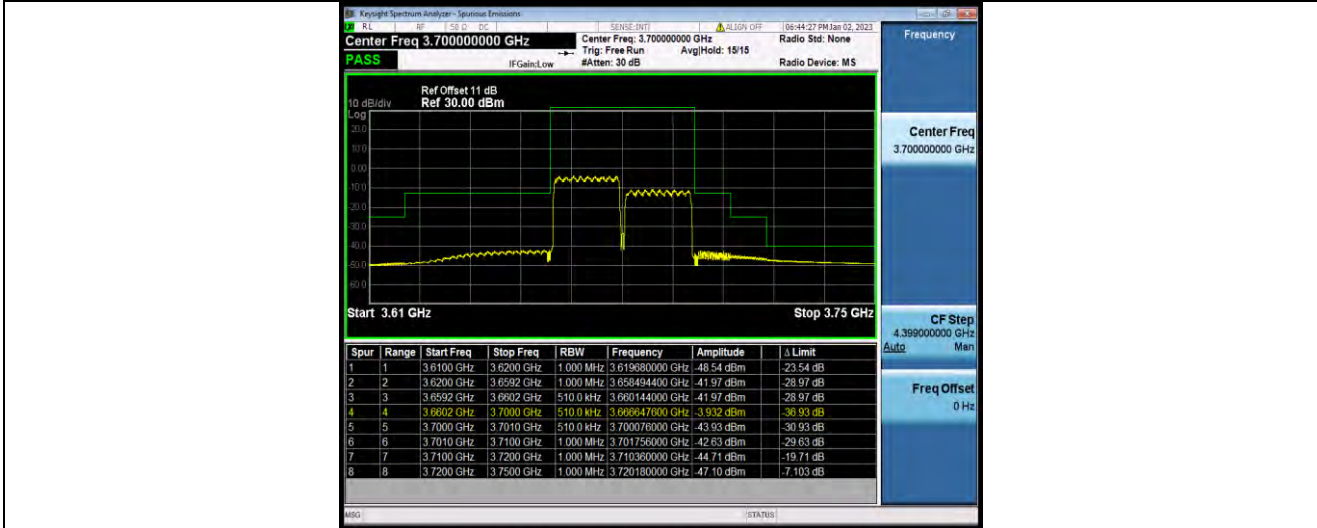 Keysight Spectrum Analyzer - Spurious Emissions
RL RF 50 Ω DC SENSE:INT ALIGN OFF 06:44:27 PM Jan 02, 2023
Center Freq 3.700000000 GHz
Center Freq: 3.700000000 GHz
Radio Std: None
Trig: Free Run Avg|Hold: 15/15
PASS
IFGain:Low
#Atten: 30 dB
Radio Device: MS
Frequency
Ref Offset 11 dB
10 dB/div Ref 30.00 dBm
Log
20.0
10.0
0.00
-10.0
-20.0
-30.0
-40.0
-50.0
-60.0
Start 3.61 GHz
Stop 3.75 GHz
Center Freq
3.700000000 GHz
CF Step
4.399000000 GHz
Auto Man
Freq Offset
0 Hz
Spur Range Start Freq Stop Freq RBW Frequency Amplitude Δ Limit
1 1 3.6100 GHz 3.6200 GHz 1.000 MHz 3.619680000 GHz -48.54 dBm -23.54 dB
2 2 3.6200 GHz 3.6592 GHz 1.000 MHz 3.658494400 GHz -41.97 dBm -28.97 dB
3 3 3.6592 GHz 3.6602 GHz 510.0 kHz 3.660144000 GHz -41.97 dBm -28.97 dB
4 4 3.6602 GHz 3.7000 GHz 510.0 kHz 3.666647600 GHz -3.932 dBm -36.93 dB
5 5 3.7000 GHz 3.7010 GHz 510.0 kHz 3.700076000 GHz -43.93 dBm -30.93 dB
6 6 3.7010 GHz 3.7100 GHz 1.000 MHz 3.701756000 GHz -42.63 dBm -29.63 dB
7 7 3.7100 GHz 3.7200 GHz 1.000 MHz 3.710360000 GHz -44.71 dBm -19.71 dB
8 8 3.7200 GHz 3.7500 GHz 1.000 MHz 3.720180000 GHz -47.10 dBm -7.103 dB
MSG STATUS